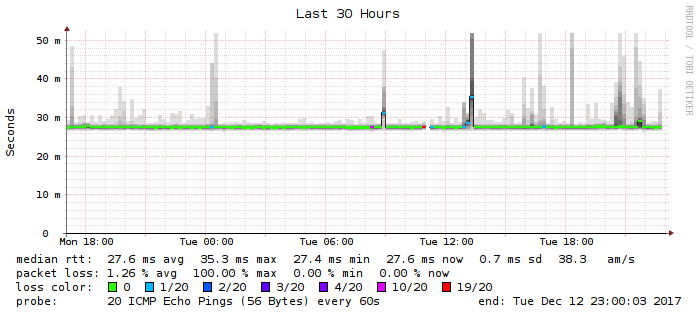 Last 30 Hours
RRDTOOL / TOBI OETIKER
Seconds
50 m
40 m
30 m
20 m
10 m
0
Mon 18:00 Tue 00:00 Tue 06:00 Tue 12:00 Tue 18:00
median rtt: 27.6 ms avg 35.3 ms max 27.4 ms min 27.6 ms now 0.7 ms sd 38.3 am/s
packet loss: 1.26 % avg 100.00 % max 0.00 % min 0.00 % now
loss color: 0 1/20 2/20 3/20 4/20 10/20 19/20
probe: 20 ICMP Echo Pings (56 Bytes) every 60s end: Tue Dec 12 23:00:03 2017